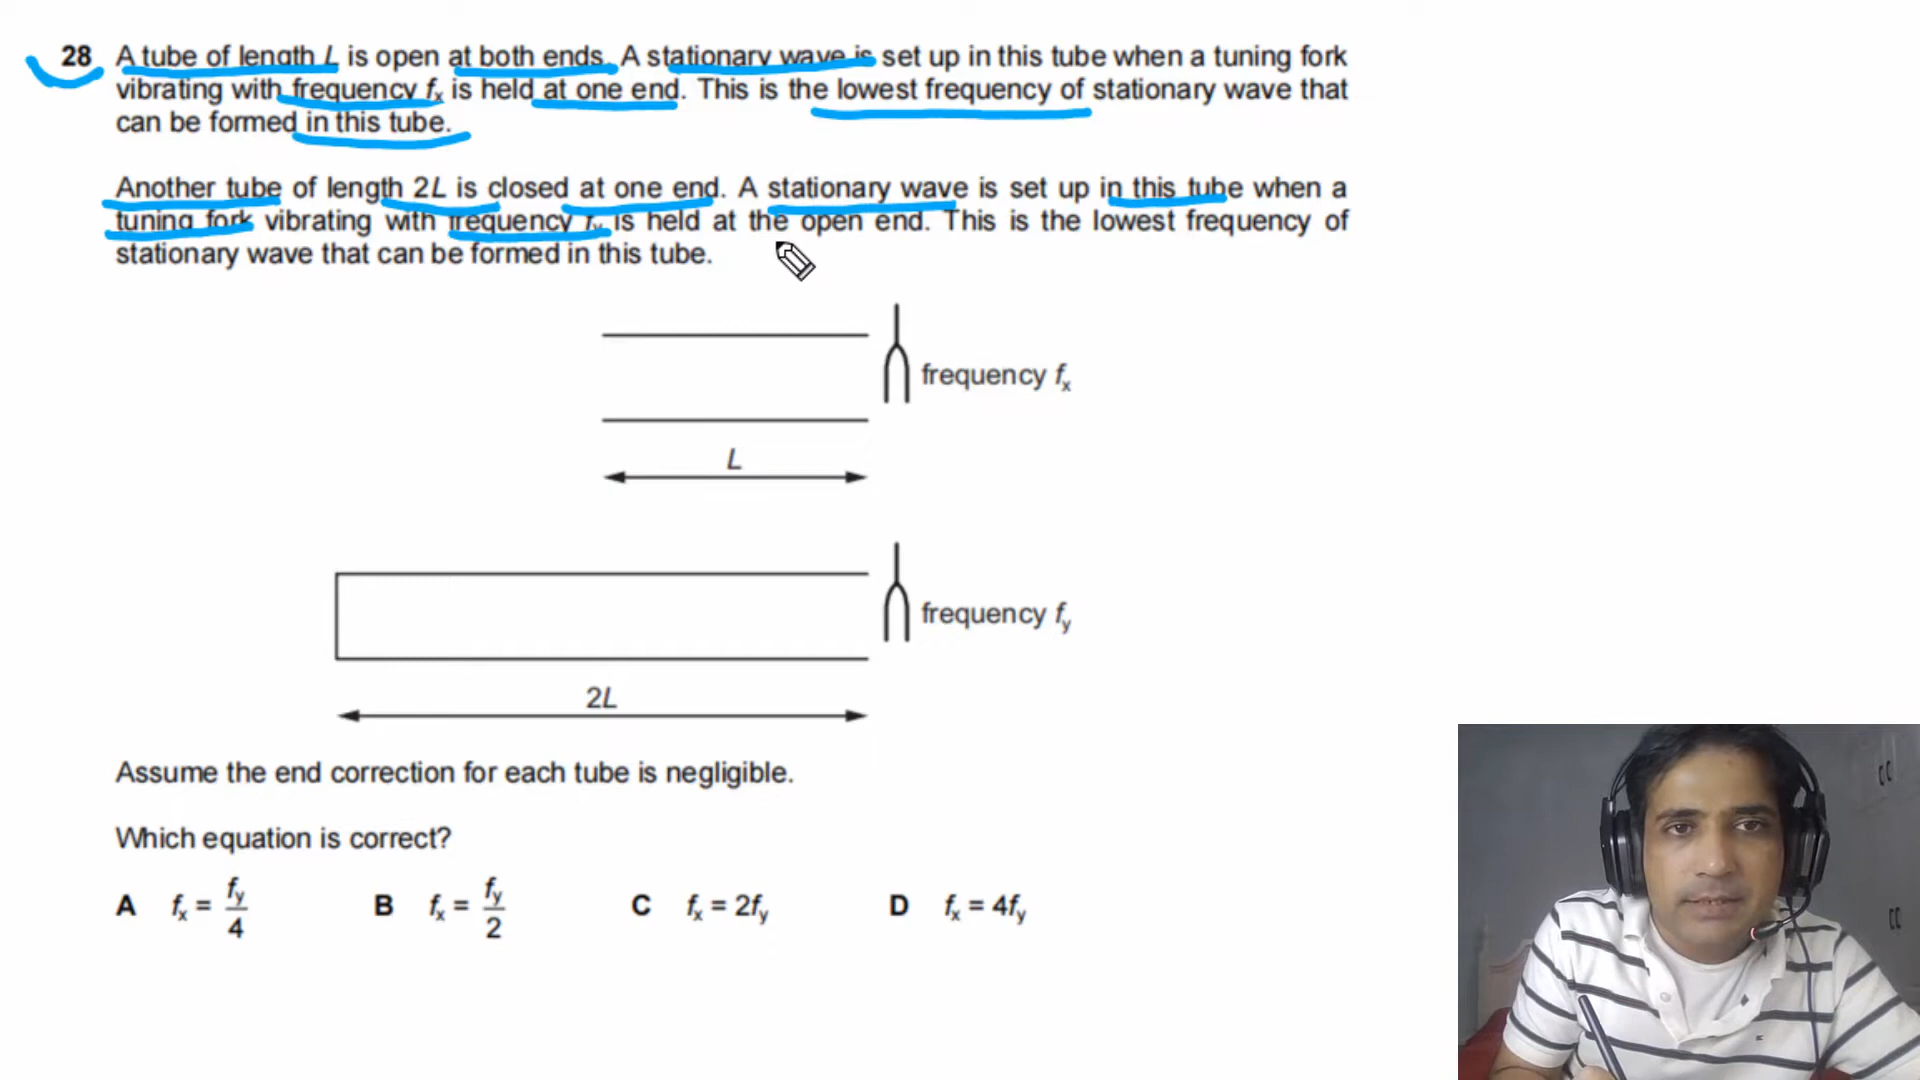 28 A tube of length L is open at both ends. A stationary wave is set up in this tube when a tuning fork
vibrating with frequency fx is held at one end. This is the lowest frequency of stationary wave that
can be formed in this tube.
Another tube of length 2L is closed at one end. A stationary wave is set up in this tube when a
tuning fork vibrating with frequency fy is held at the open end. This is the lowest frequency of
stationary wave that can be formed in this tube.
frequency fx
L
frequency fy
2L
Assume the end correction for each tube is negligible.
Which equation is correct?
A fx = fy/4 B fx = fy/2 C fx = 2fy D fx = 4fy